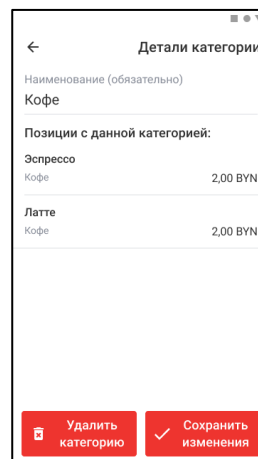 Детали категории
Наименование (обязательно)
Кофе
Позиции с данной категорией:
Эспрессо
Кофе
2,00 BYN
Латте
Кофе
2,00 BYN
Удалить
категорию
Сохранить
изменения